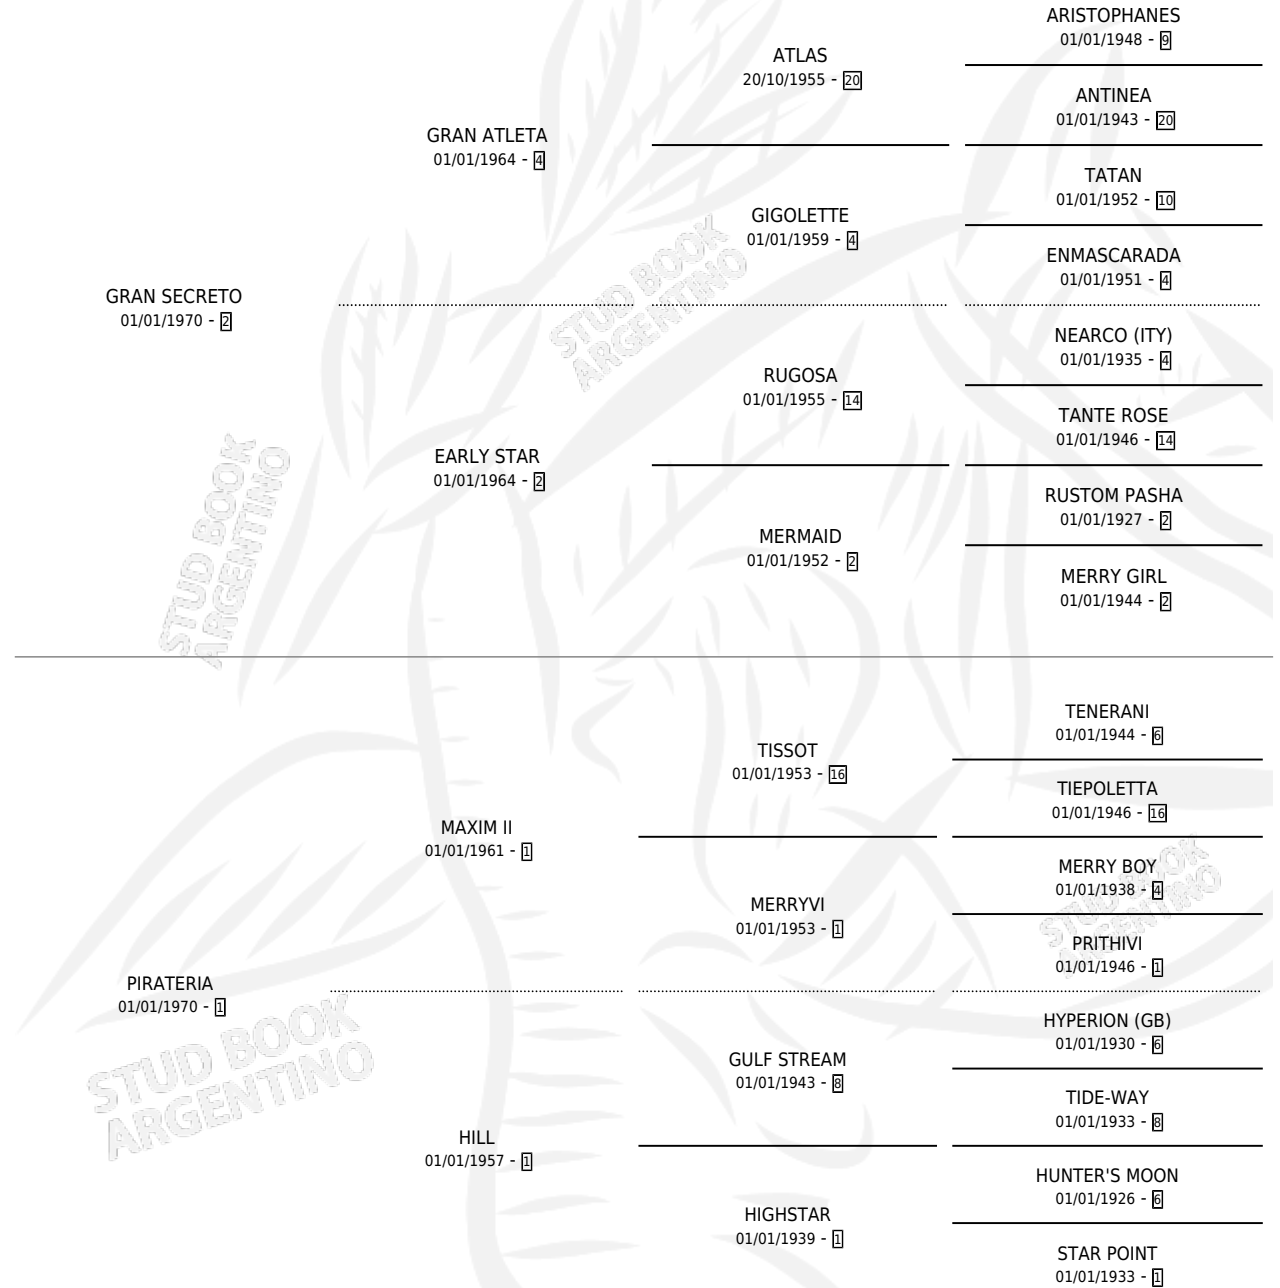 ARISTOPHANES
01/01/1948 - 9
ATLAS
20/10/1955 - 20
ANTINEA
01/01/1943 - 20
GRAN ATLETA
01/01/1964 - 4
TATAN
01/01/1952 - 10
GIGOLETTE
01/01/1959 - 4
ENMASCARADA
01/01/1951 - 4
GRAN SECRETO
01/01/1970 - 2
NEARCO (ITY)
01/01/1935 - 4
RUGOSA
01/01/1955 - 14
TANTE ROSE
01/01/1946 - 14
EARLY STAR
01/01/1964 - 2
RUSTOM PASHA
01/01/1927 - 2
MERMAID
01/01/1952 - 2
MERRY GIRL
01/01/1944 - 2
TENERANI
01/01/1944 - 6
TISSOT
01/01/1953 - 16
TIEPOLETTA
01/01/1946 - 16
MAXIM II
01/01/1961 - 1
MERRY BOY
01/01/1938 - 4
MERRYVI
01/01/1953 - 1
PRITHIVI
01/01/1946 - 1
PIRATERIA
01/01/1970 - 1
HYPERION (GB)
01/01/1930 - 6
GULF STREAM
01/01/1943 - 8
TIDE-WAY
01/01/1933 - 8
HILL
01/01/1957 - 1
HUNTER'S MOON
01/01/1926 - 6
HIGHSTAR
01/01/1939 - 1
STAR POINT
01/01/1933 - 1
STUD BOOK
ARGENTINO
STUD BOOK
ARGENTINO
STUD BOOK
ARGENTINO
STUD BOOK
ARGENTINO